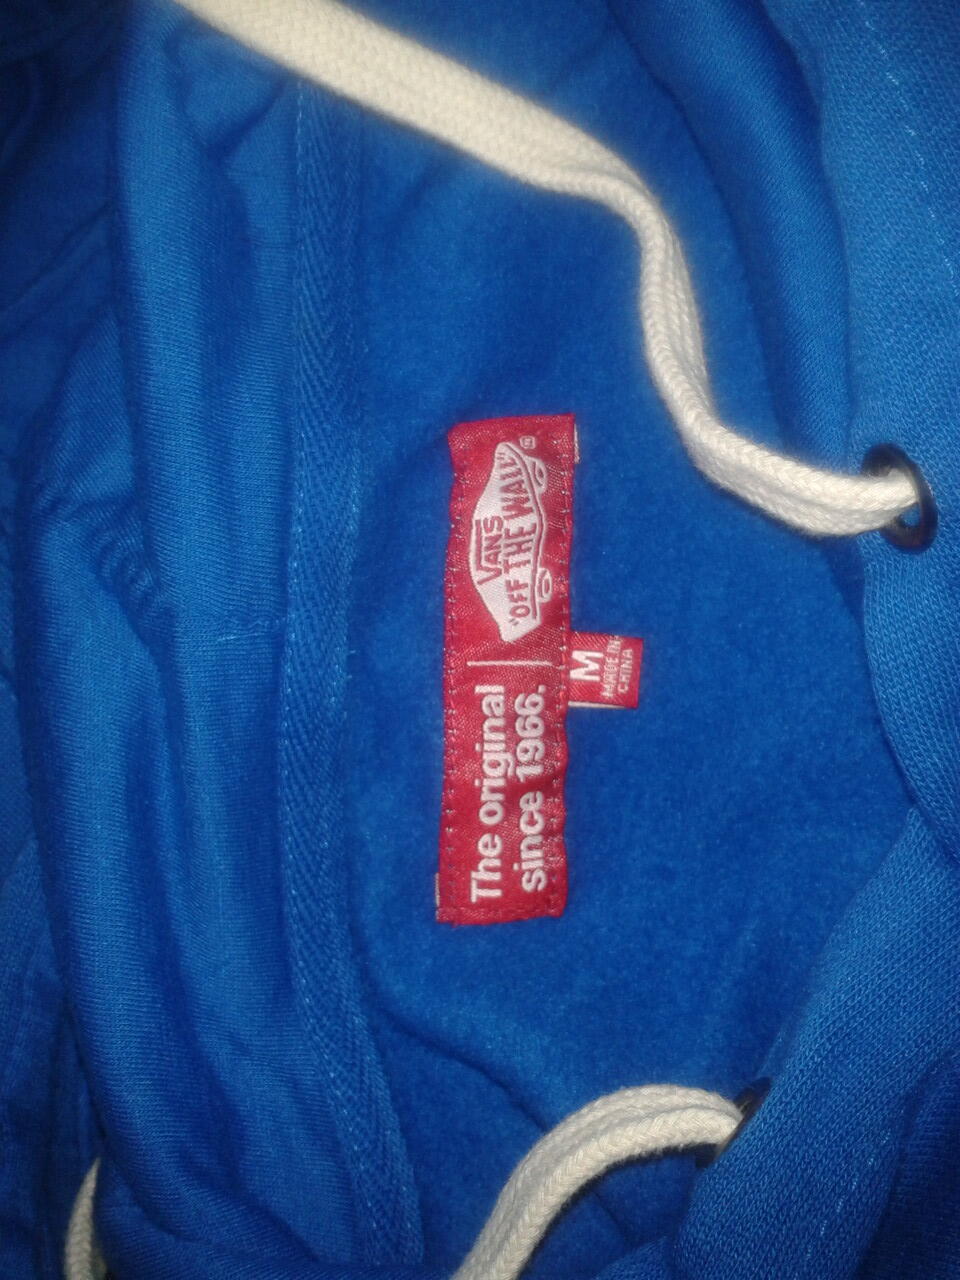 VANS
"OFF THE WALL"
The original
since 1966.
M
MADE IN
CHINA